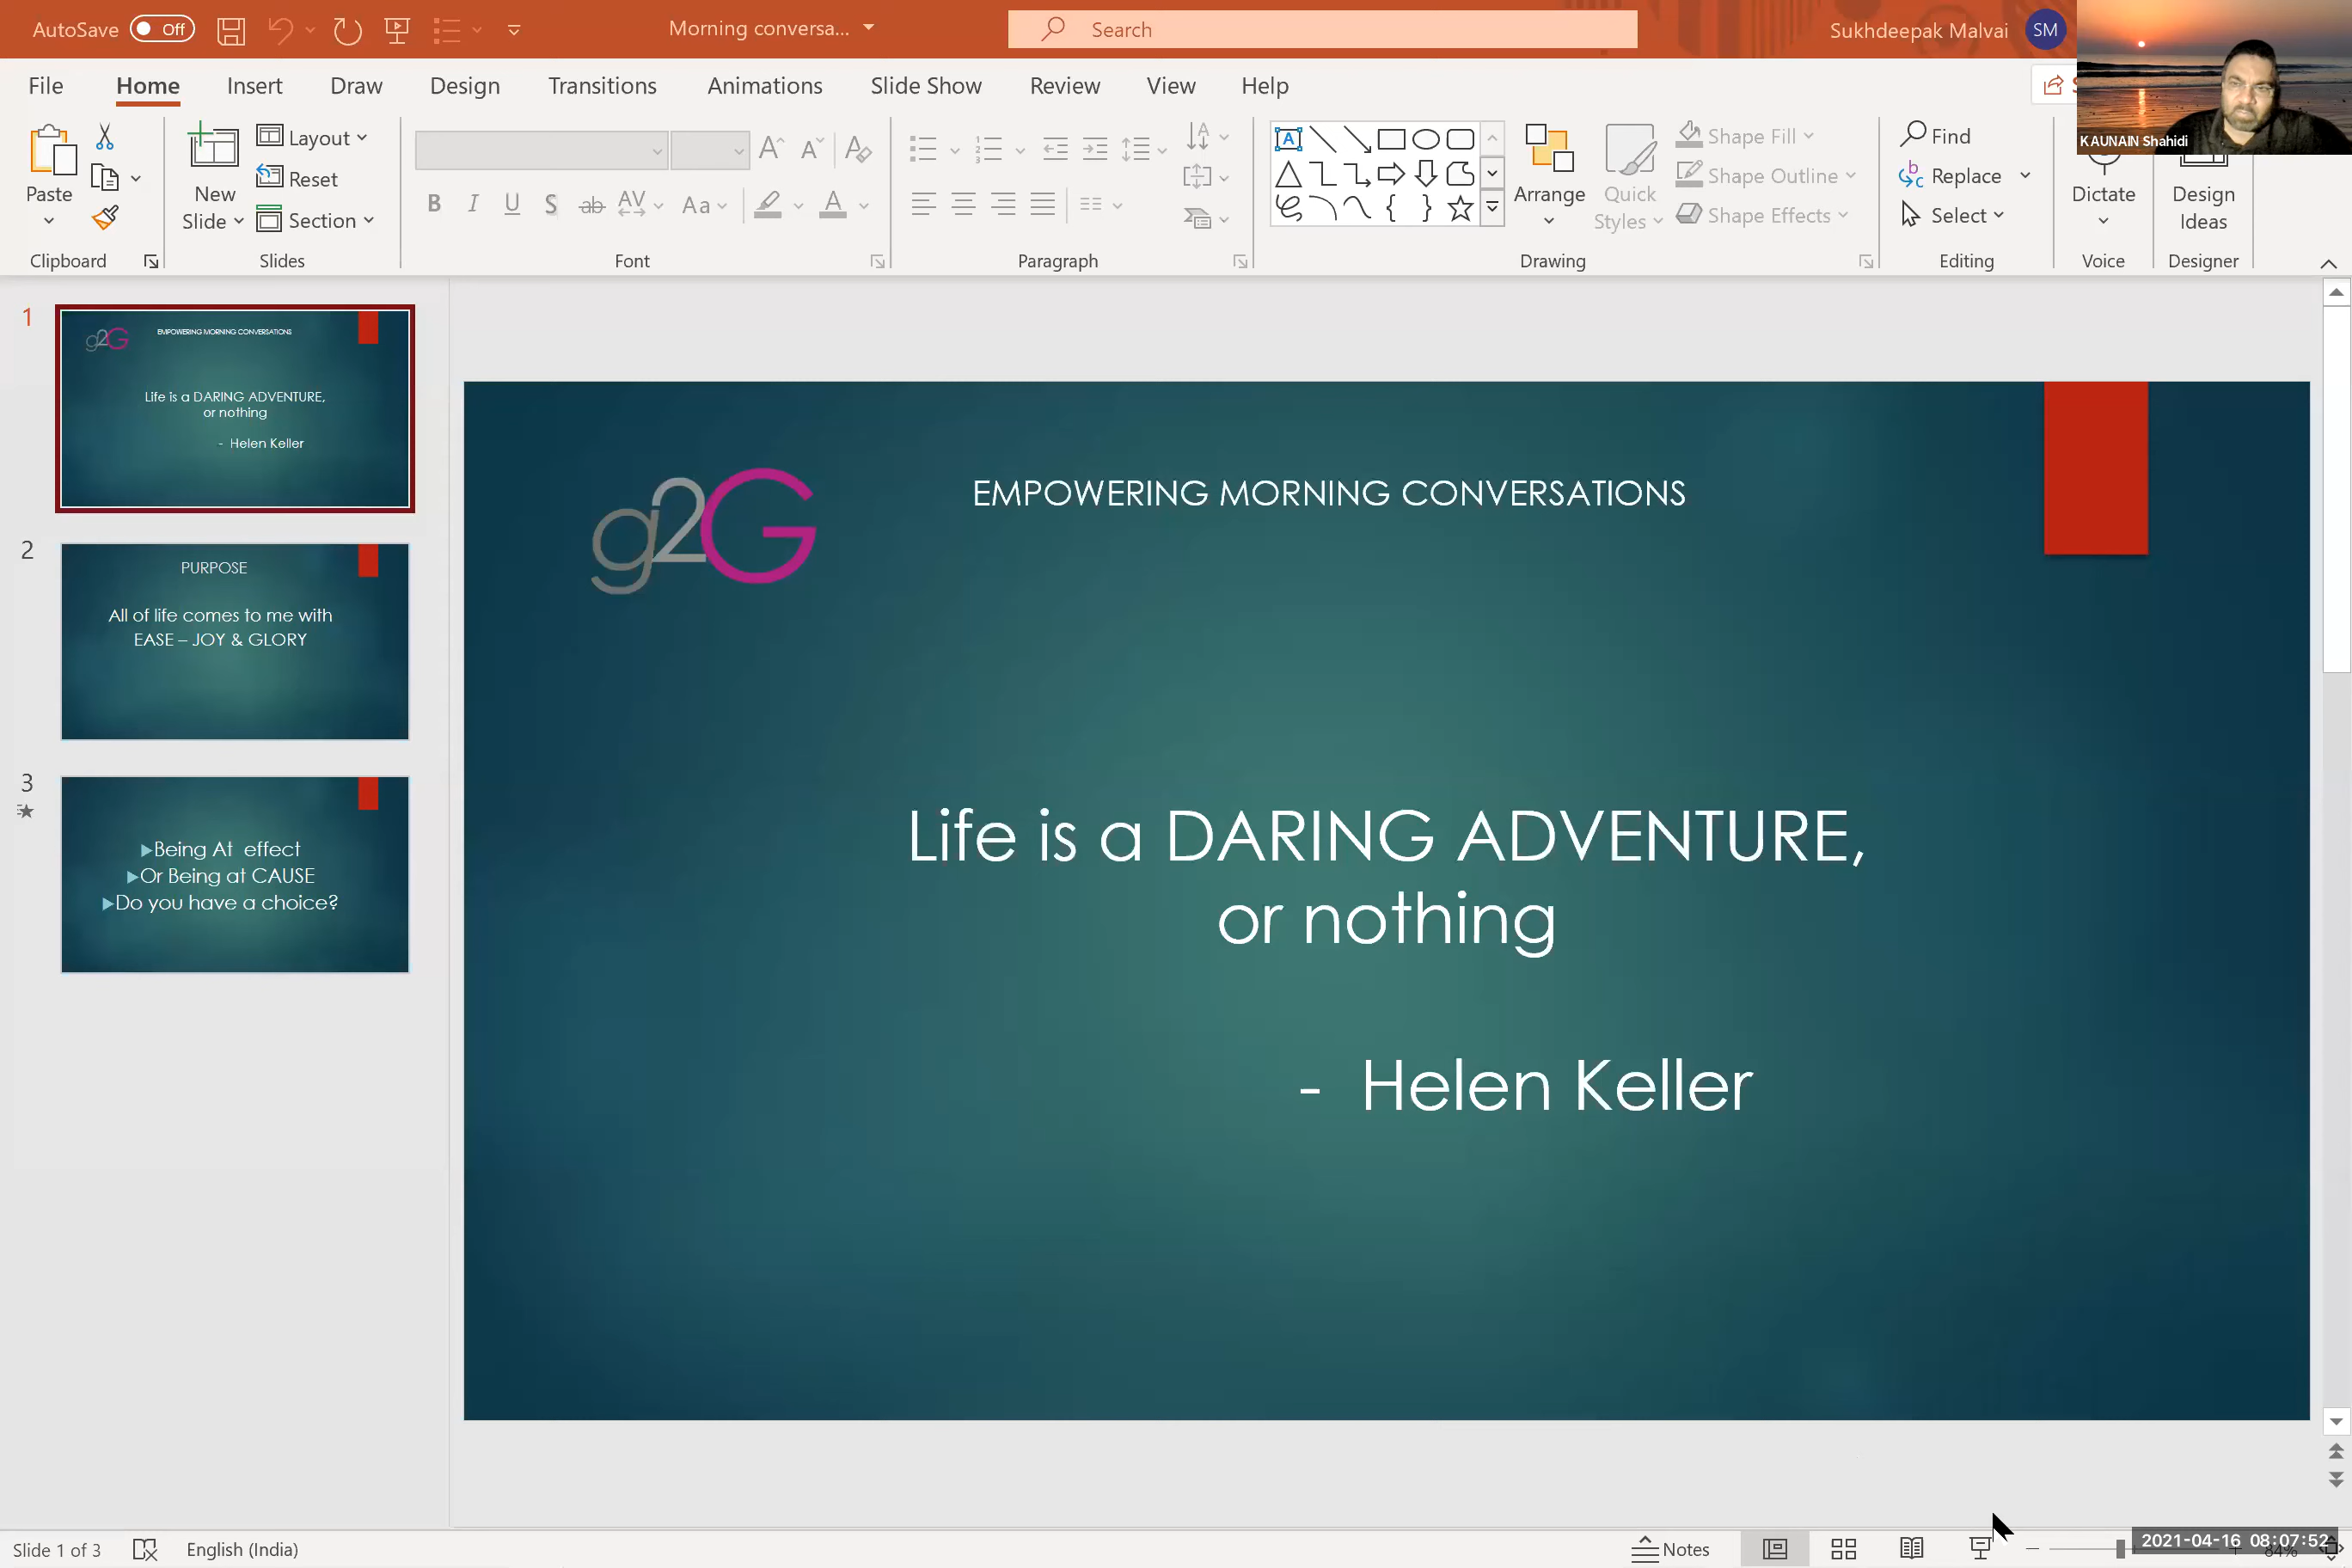 AutoSave Off Morning conversa... Search Sukhdeepak Malvai SM
File Home Insert Draw Design Transitions Animations Slide Show Review View Help
KAUNAIN Shahidi
Paste
New
Slide
Layout
Reset
Section
Shape Fill
Shape Outline
Shape Effects
Arrange
Quick
Styles
Find
Replace
Select
Dictate
Design
Ideas
Clipboard Slides Font Paragraph Drawing Editing Voice Designer
1
g2G
EMPOWERING MORNING CONVERSATIONS
Life is a DARING ADVENTURE,
or nothing
- Helen Keller
2
PURPOSE
All of life comes to me with
EASE – JOY & GLORY
3
Being At effect
Or Being at CAUSE
Do you have a choice?
g2G
EMPOWERING MORNING CONVERSATIONS
Life is a DARING ADVENTURE,
or nothing
- Helen Keller
Slide 1 of 3 English (India) Notes
2021-04-16 08:07:52
84%